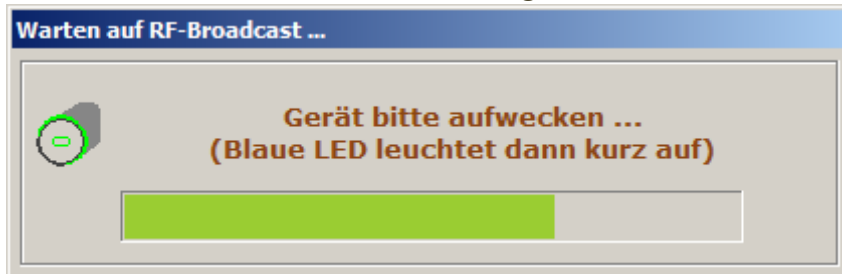 Warten auf RF-Broadcast ...
Gerät bitte aufwecken ...
(Blaue LED leuchtet dann kurz auf)